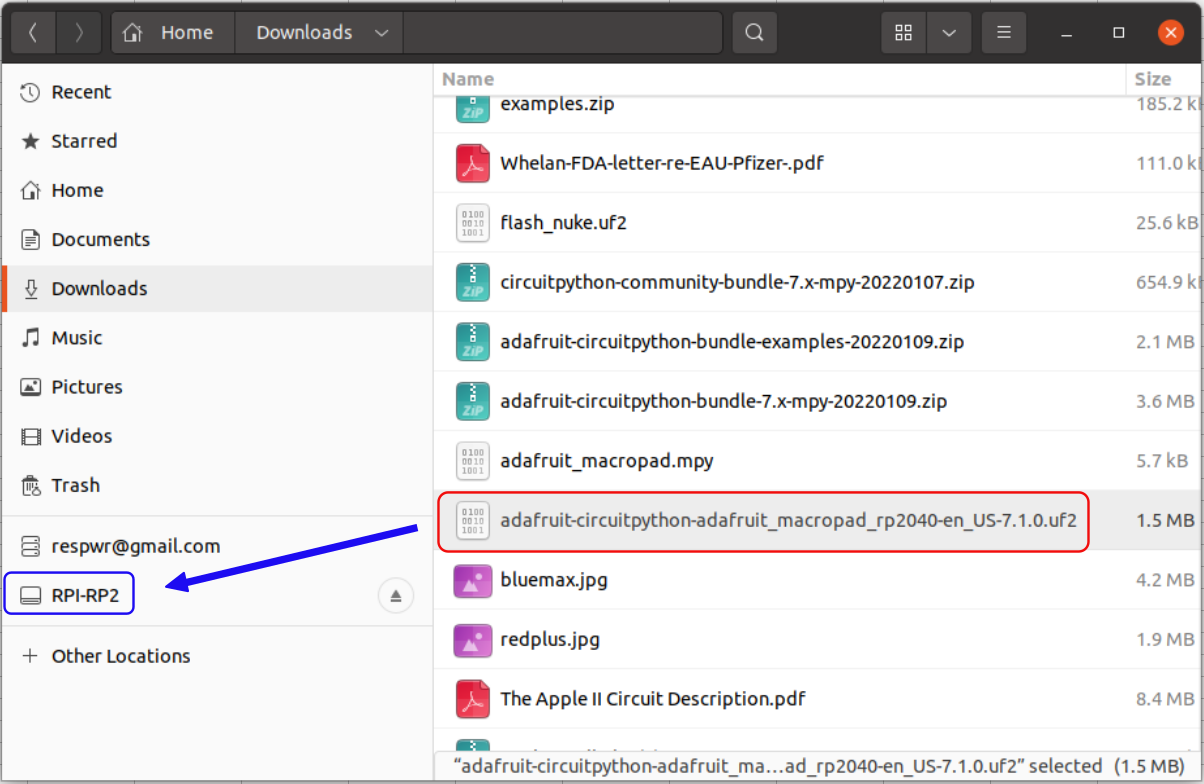 Home
Downloads
Name
Size
Recent
Starred
Home
Documents
Downloads
Music
Pictures
Videos
Trash
respwr@gmail.com
RPI-RP2
Other Locations
examples.zip
185.2 k
Whelan-FDA-letter-re-EAU-Pfizer-.pdf
111.0 k
flash_nuke.uf2
25.6 kB
circuitpython-community-bundle-7.x-mpy-20220107.zip
654.9 k
adafruit-circuitpython-bundle-examples-20220109.zip
2.1 MB
adafruit-circuitpython-bundle-7.x-mpy-20220109.zip
3.6 MB
adafruit_macropad.mpy
5.7 kB
adafruit-circuitpython-adafruit_macropad_rp2040-en_US-7.1.0.uf2
1.5 MB
bluemax.jpg
4.2 MB
redplus.jpg
1.9 MB
The Apple II Circuit Description.pdf
8.4 MB
“adafruit-circuitpython-adafruit_ma…ad_rp2040-en_US-7.1.0.uf2” selected (1.5 MB)